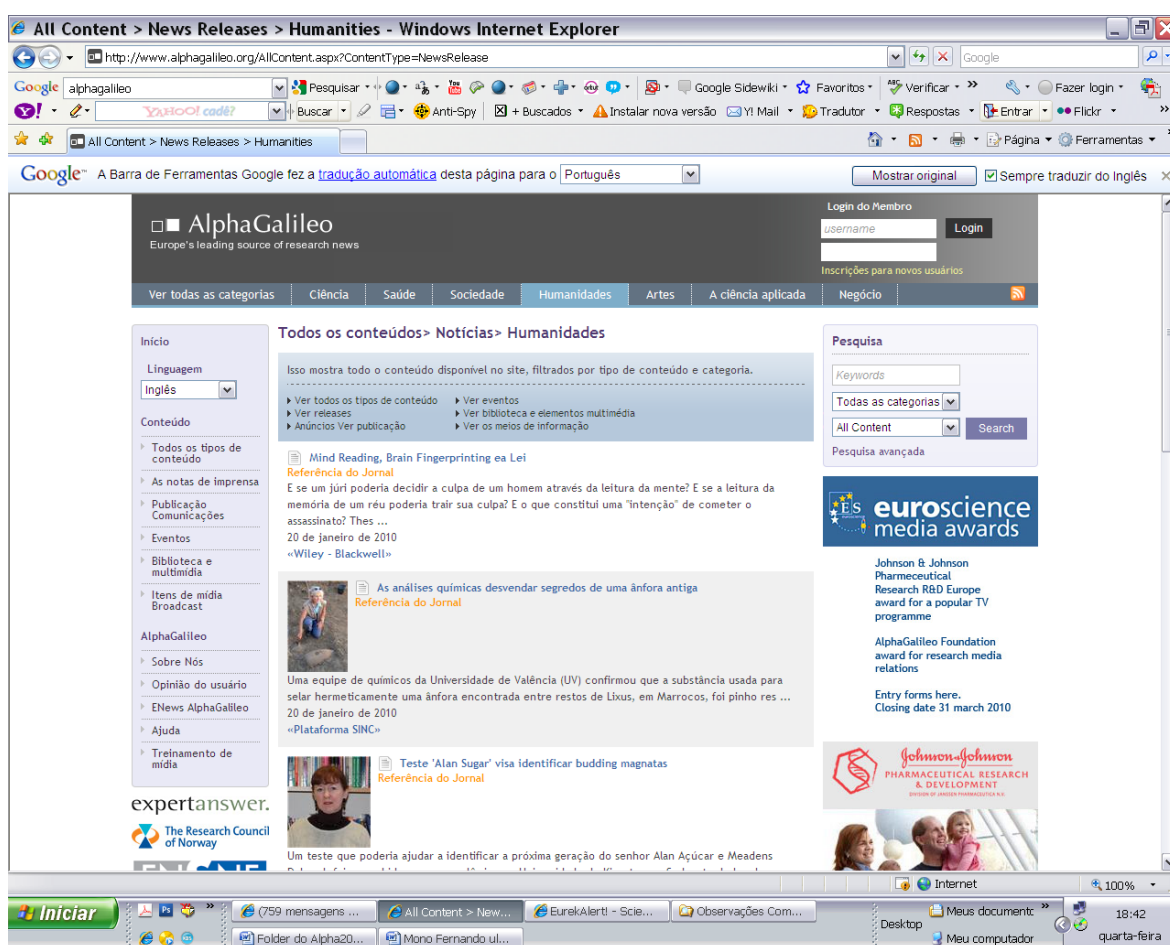 All Content > News Releases > Humanities - Windows Internet Explorer
http://www.alphagalileo.org/AllContent.aspx?ContentType=NewsRelease
Google
Google alphagalileo Pesquisar Google Sidewiki Favoritos Verificar » Fazer login
YAHOO! cadê? Buscar Anti-Spy + Buscados Instalar nova versão Y! Mail Tradutor Respostas Entrar Flickr »
All Content > News Releases > Humanities Página Ferramentas
Google A Barra de Ferramentas Google fez a tradução automática desta página para o Português Mostrar original Sempre traduzir do Inglês
AlphaGalileo
Europe's leading source of research news
Login do Membro
username
Login
Inscrições para novos usuários
Ver todas as categorias Ciência Saúde Sociedade Humanidades Artes A ciência aplicada Negócio
Início
Linguagem
Inglês
Conteúdo
Todos os tipos de
conteúdo
As notas de imprensa
Publicação
Comunicações
Eventos
Biblioteca e
multimídia
Itens de mídia
Broadcast
AlphaGalileo
Sobre Nós
Opinião do usuário
ENews AlphaGalileo
Ajuda
Treinamento de
mídia
expertanswer.
The Research Council
of Norway
Todos os conteúdos> Notícias> Humanidades
Isso mostra todo o conteúdo disponível no site, filtrados por tipo de conteúdo e categoria.
Ver todos os tipos de conteúdo Ver eventos
Ver releases Ver biblioteca e elementos multimédia
Anúncios Ver publicação Ver os meios de informação
Mind Reading, Brain Fingerprinting ea Lei
Referência do Jornal
E se um júri poderia decidir a culpa de um homem através da leitura da mente? E se a leitura da
memória de um réu poderia trair sua culpa? E o que constitui uma "intenção" de cometer o
assassinato? Thes ...
20 de janeiro de 2010
«Wiley - Blackwell»
As análises químicas desvendar segredos de uma ânfora antiga
Referência do Jornal
Uma equipe de químicos da Universidade de Valência (UV) confirmou que a substância usada para
selar hermeticamente uma ânfora encontrada entre restos de Lixus, em Marrocos, foi pinho res ...
20 de janeiro de 2010
«Plataforma SINC»
Teste 'Alan Sugar' visa identificar budding magnatas
Referência do Jornal
Um teste que poderia ajudar a identificar a próxima geração do senhor Alan Açúcar e Meadens
Pesquisa
Keywords
Todas as categorias
All Content Search
Pesquisa avançada
euroscience
media awards
Johnson & Johnson
Pharmeceutical
Research R&D Europe
award for a popular TV
programme
AlphaGalileo Foundation
award for research media
relations
Entry forms here.
Closing date 31 march 2010
Johnson & Johnson
PHARMACEUTICAL RESEARCH
& DEVELOPMENT
Internet 100%
Iniciar » (759 mensagens ... All Content > New... EurekAlert! - Scie... Observações Com... Desktop Meus documentc » 18:42
Folder do Alpha20... Mono Fernando ul... Meu computador quarta-feira